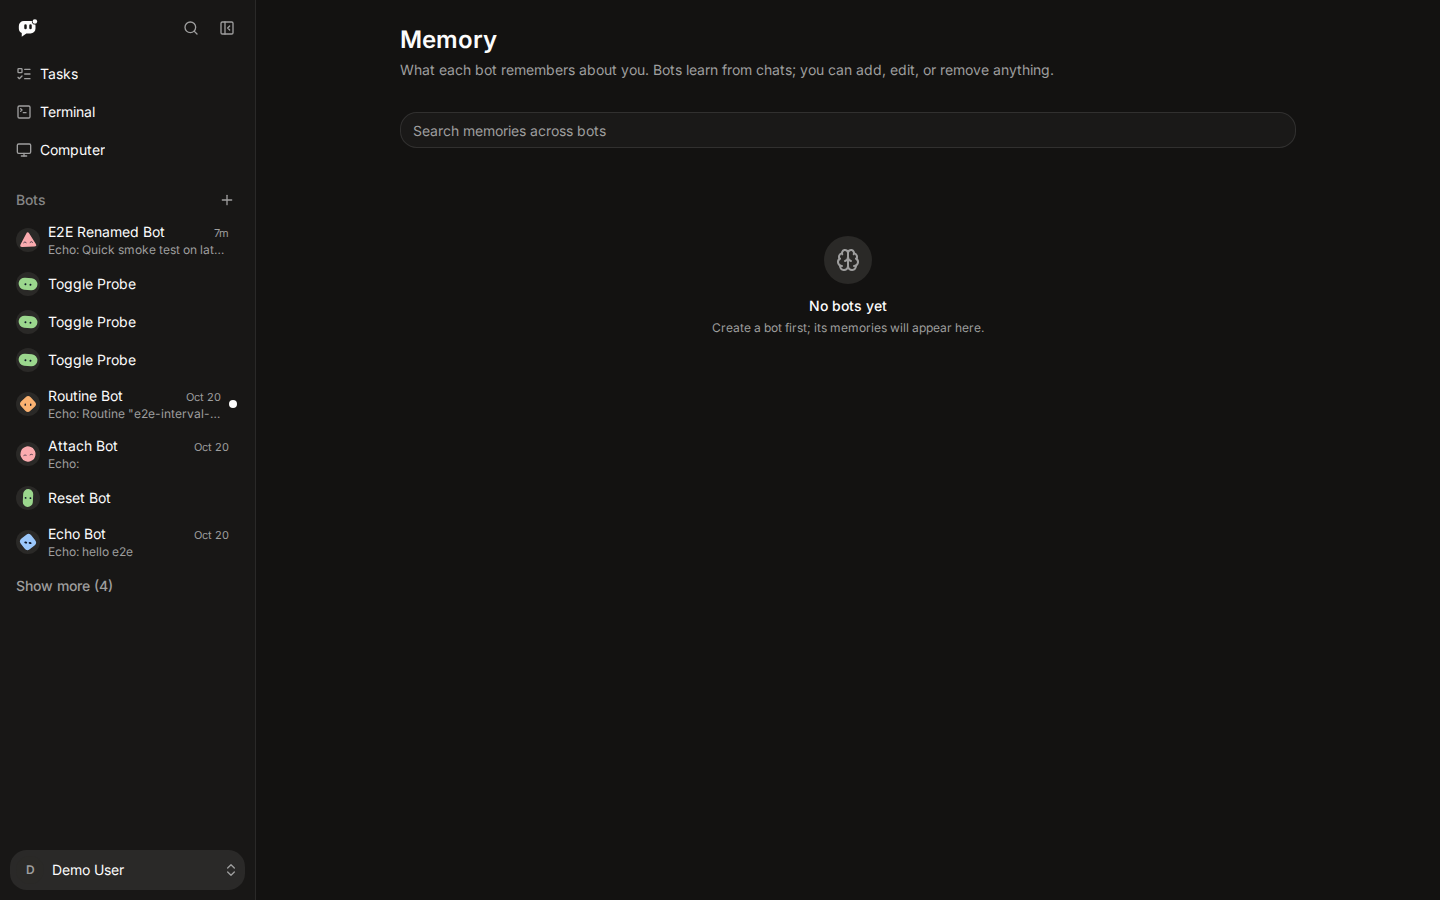 Tasks
Terminal
Computer
Bots
E2E Renamed Bot 7m
Echo: Quick smoke test on lat...
Toggle Probe
Toggle Probe
Toggle Probe
Routine Bot Oct 20
Echo: Routine "e2e-interval-...
Attach Bot Oct 20
Echo:
Reset Bot
Echo Bot Oct 20
Echo: hello e2e
Show more (4)
D Demo User
Memory
What each bot remembers about you. Bots learn from chats; you can add, edit, or remove anything.
Search memories across bots
No bots yet
Create a bot first; its memories will appear here.